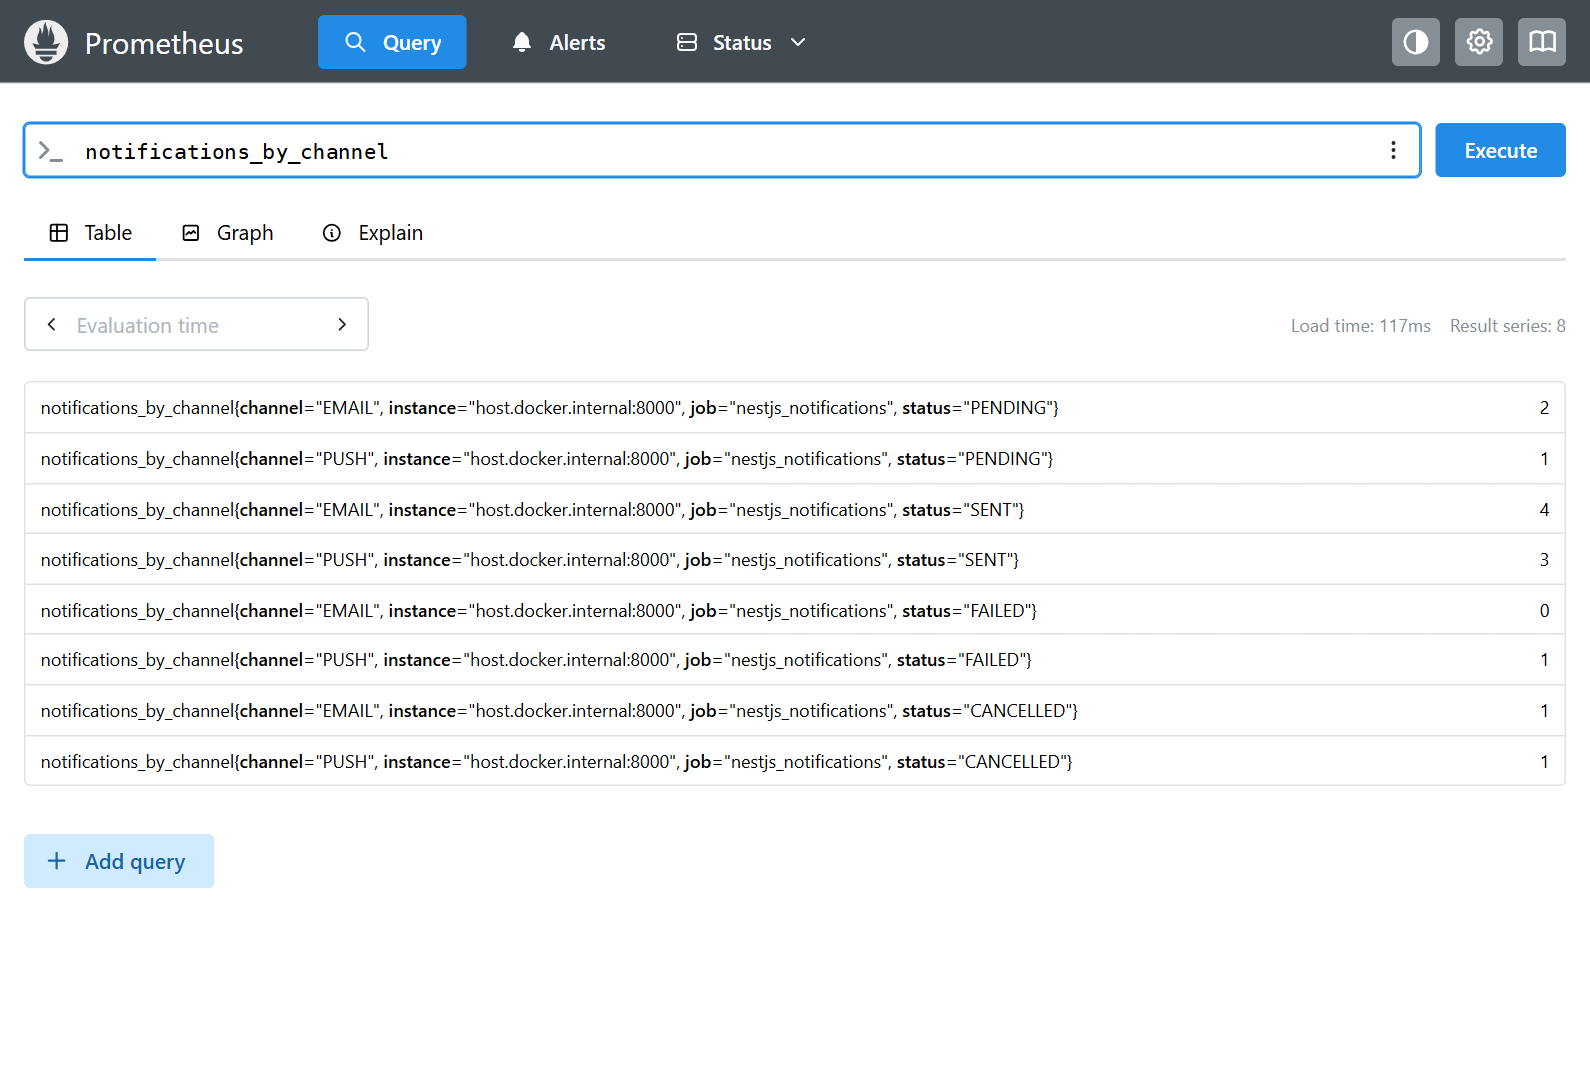 Prometheus Query Alerts Status
notifications_by_channel Execute
Table Graph Explain
Evaluation time Load time: 117ms Result series: 8
notifications_by_channel{channel="EMAIL", instance="host.docker.internal:8000", job="nestjs_notifications", status="PENDING"} 2
notifications_by_channel{channel="PUSH", instance="host.docker.internal:8000", job="nestjs_notifications", status="PENDING"} 1
notifications_by_channel{channel="EMAIL", instance="host.docker.internal:8000", job="nestjs_notifications", status="SENT"} 4
notifications_by_channel{channel="PUSH", instance="host.docker.internal:8000", job="nestjs_notifications", status="SENT"} 3
notifications_by_channel{channel="EMAIL", instance="host.docker.internal:8000", job="nestjs_notifications", status="FAILED"} 0
notifications_by_channel{channel="PUSH", instance="host.docker.internal:8000", job="nestjs_notifications", status="FAILED"} 1
notifications_by_channel{channel="EMAIL", instance="host.docker.internal:8000", job="nestjs_notifications", status="CANCELLED"} 1
notifications_by_channel{channel="PUSH", instance="host.docker.internal:8000", job="nestjs_notifications", status="CANCELLED"} 1
Add query